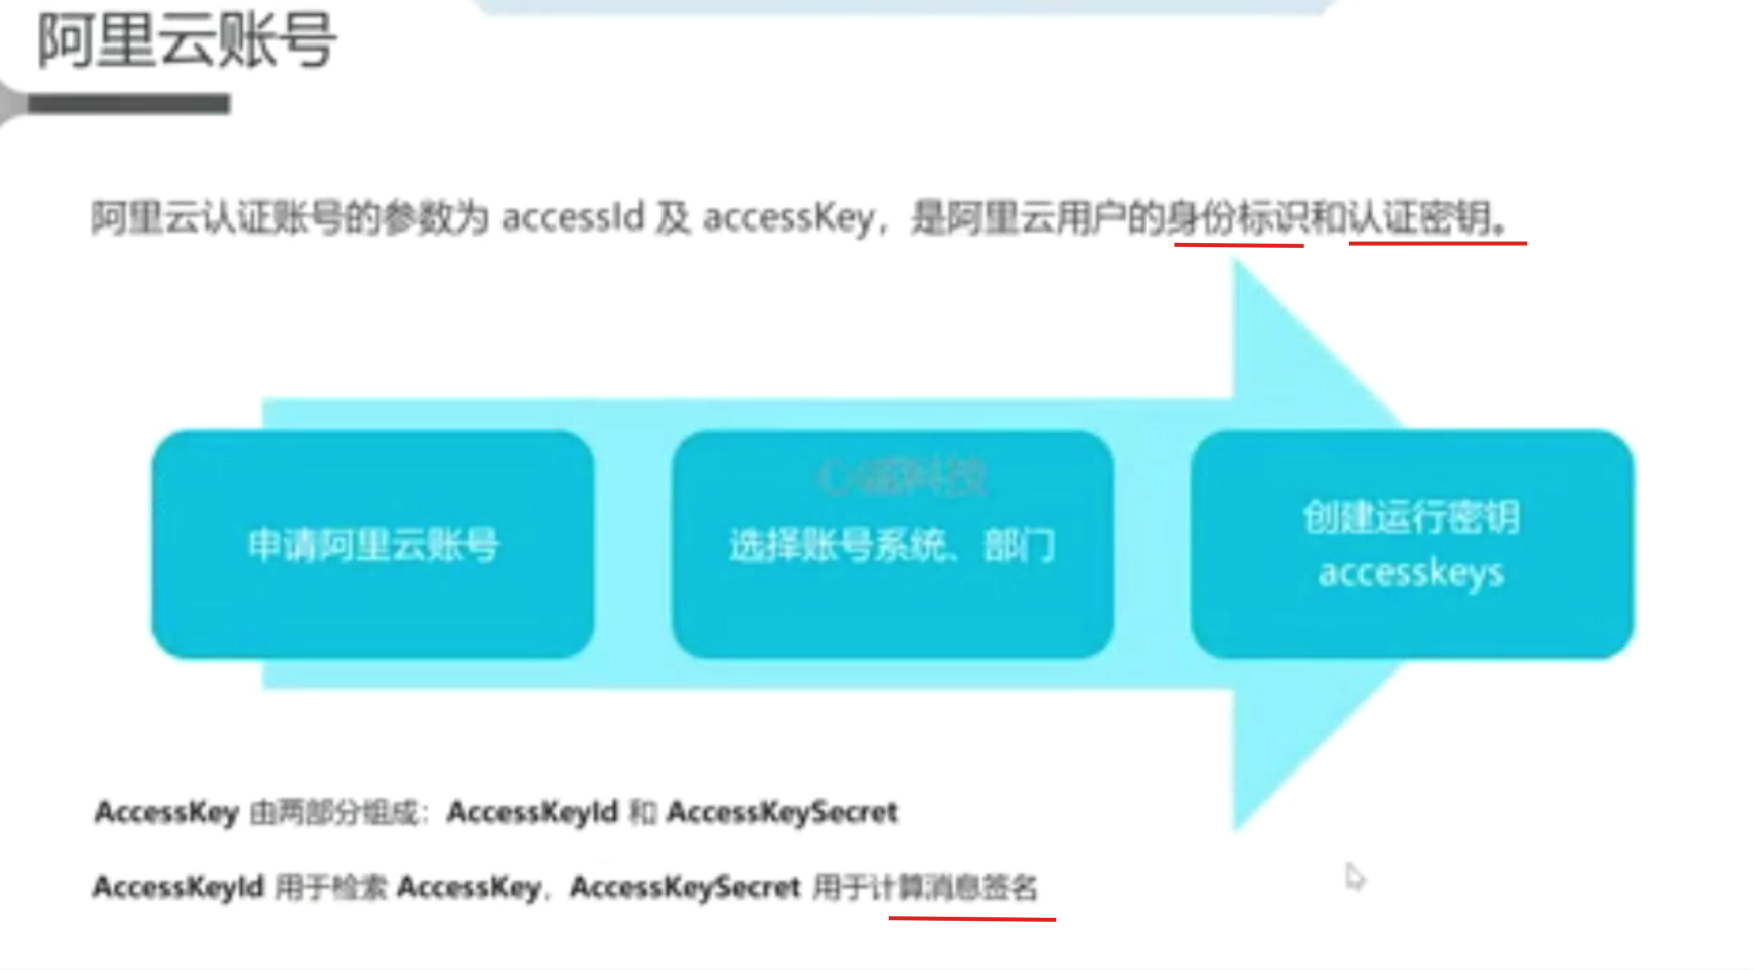 阿里云账号
阿里云认证账号的参数为 accessId 及 accessKey，是阿里云用户的身份标识和认证密钥。
申请阿里云账号
选择账号系统、部门
创建运行密钥
accesskeys
AccessKey 由两部分组成：AccessKeyId 和 AccessKeySecret
AccessKeyId 用于检索 AccessKey，AccessKeySecret 用于计算消息签名